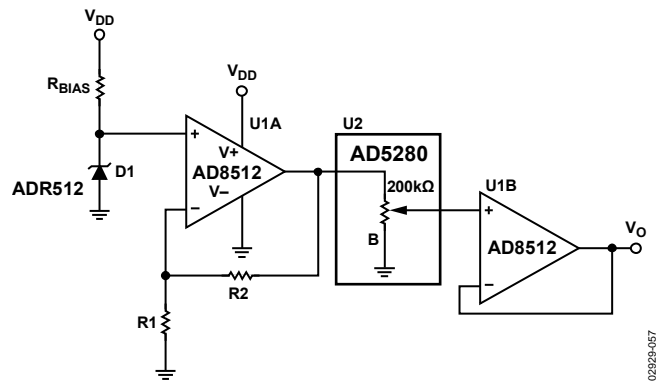 VDD
RBIAS
ADR512
D1
VDD
U1A
+
V+
AD8512
V–
–
R2
R1
U2
AD5280
200kΩ
B
U1B
+
AD8512
–
VO
02929-057